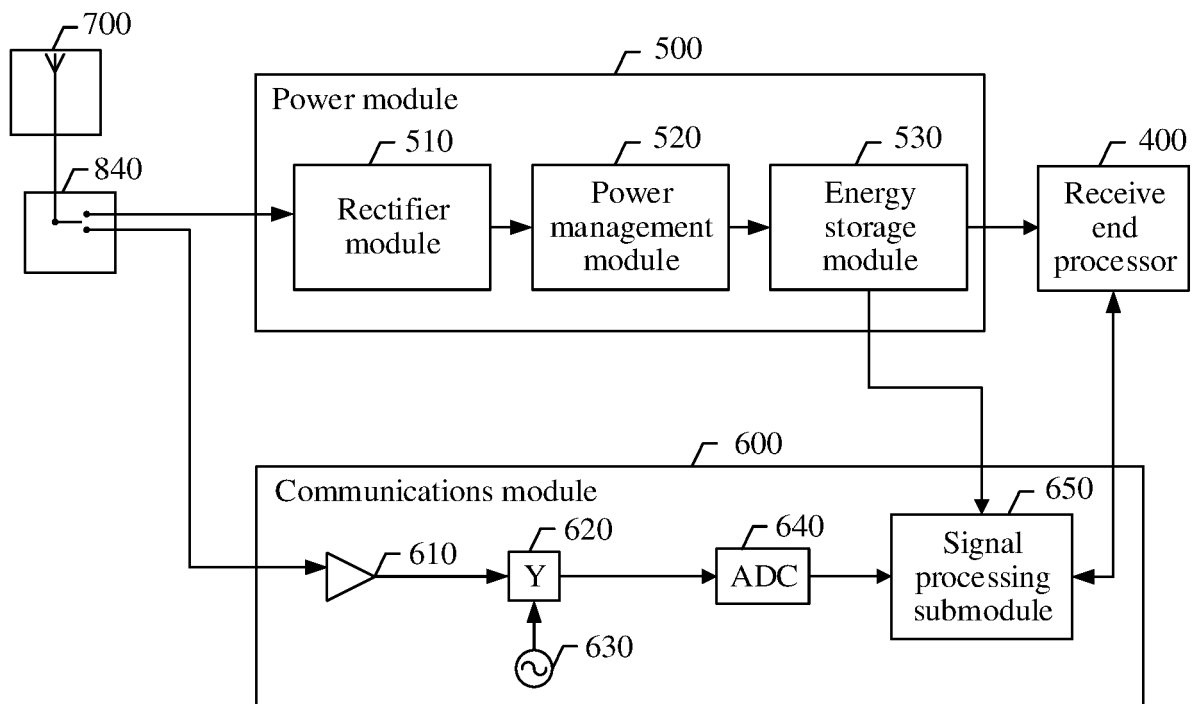 700
500
Power module
510
520
530
400
840
Rectifier
module
Power
management
module
Energy
storage
module
Receive
end
processor
600
Communications module
650
610
620
640
Y
ADC
Signal
processing
submodule
630